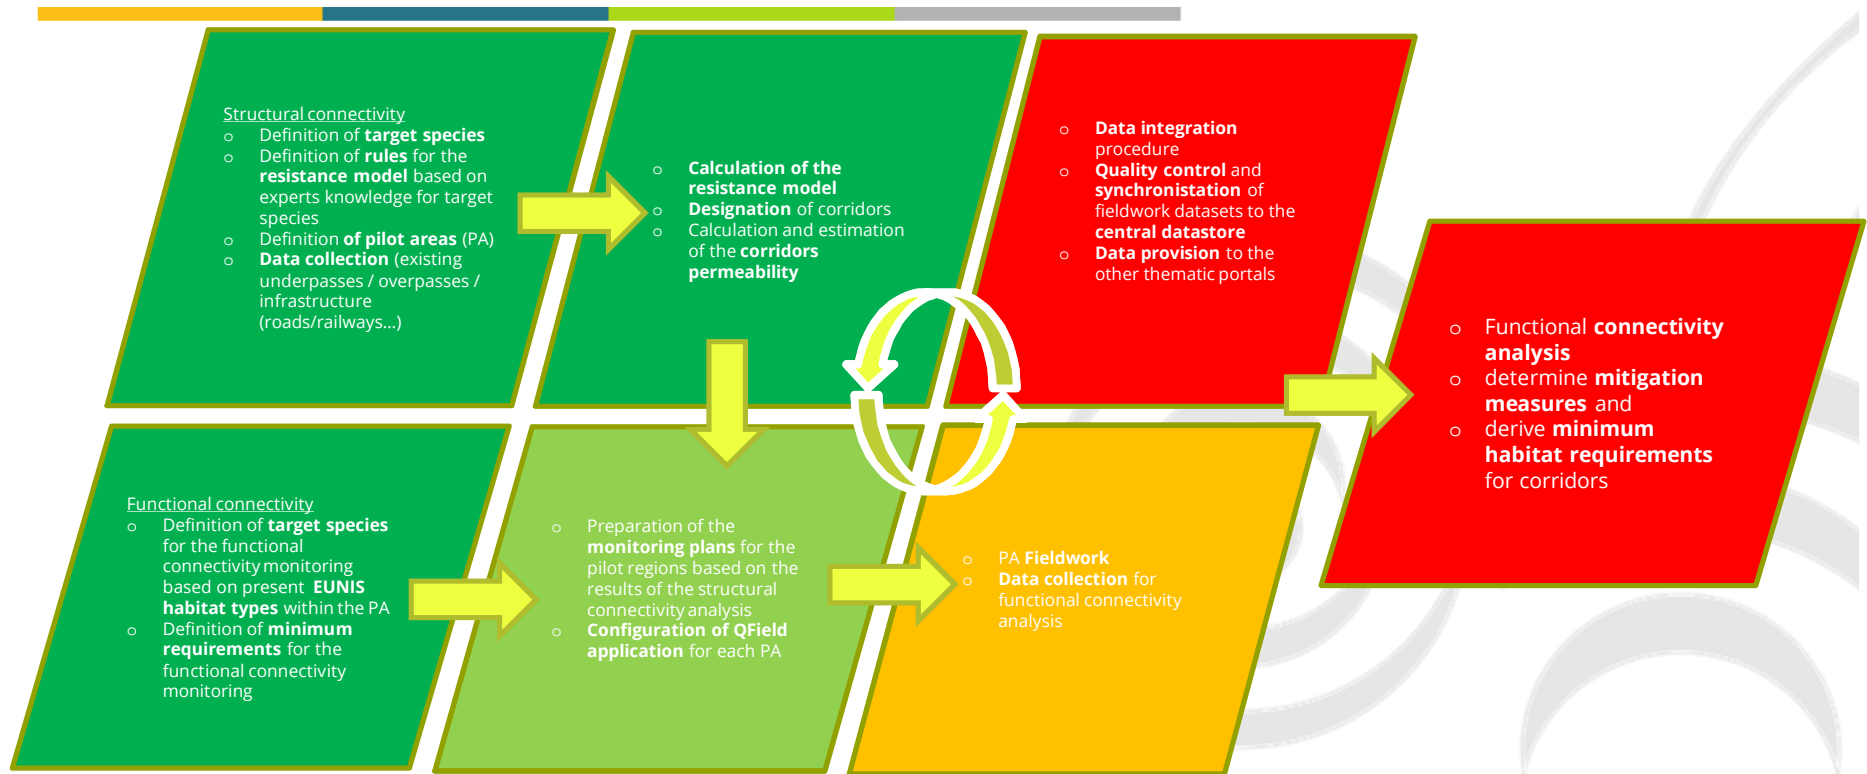 Structural connectivity
o Definition of target species
o Definition of rules for the
resistance model based on
experts knowledge for target
species
o Definition of pilot areas (PA)
o Data collection (existing
underpasses / overpasses /
infrastructure
(roads/railways...)
o Calculation of the
resistance model
o Designation of corridors
o Calculation and estimation
of the corridors
permeability
o Data integration
procedure
o Quality control and
synchronistation of
fieldwork datasets to the
central datastore
o Data provision to the
other thematic portals
o Functional connectivity
analysis
o determine mitigation
measures and
o derive minimum
habitat requirements
for corridors
Functional connectivity
o Definition of target species
for the functional
connectivity monitoring
based on present EUNIS
habitat types within the PA
o Definition of minimum
requirements for the
functional connectivity
monitoring
o Preparation of the
monitoring plans for the
pilot regions based on the
results of the structural
connectivity analysis
o Configuration of QField
application for each PA
o PA Fieldwork
o Data collection for
functional connectivity
analysis